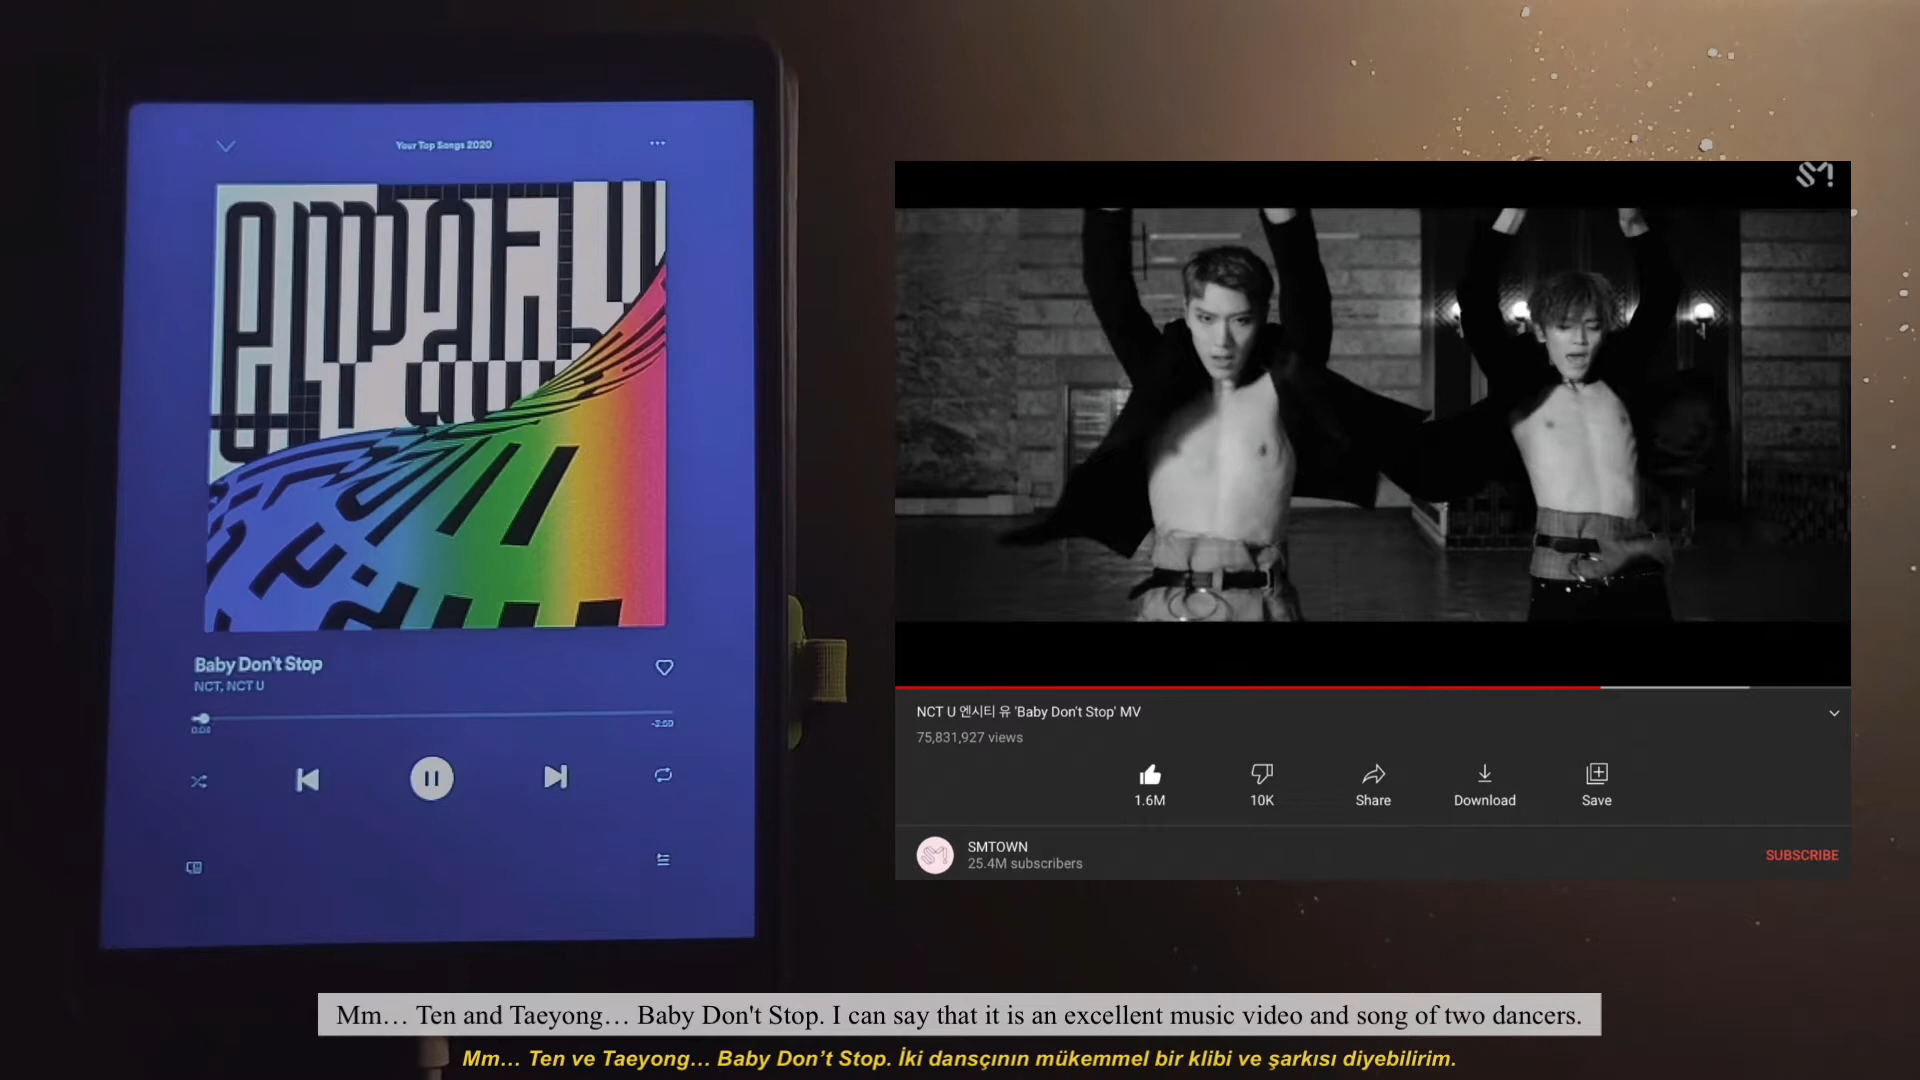 Your Top Songs 2020
empathy
Baby Don't Stop
NCT, NCT U
SM!
NCT U 엔시티 유 'Baby Don't Stop' MV
75,831,927 views
1.6M
10K
Share
Download
Save
SM!
SMTOWN
25.4M subscribers
SUBSCRIBE
Mm... Ten and Taeyong... Baby Don't Stop. I can say that it is an excellent music video and song of two dancers.
Mm... Ten ve Taeyong... Baby Don't Stop. İki dansçının mükemmel bir klibi ve şarkısı diyebilirim.